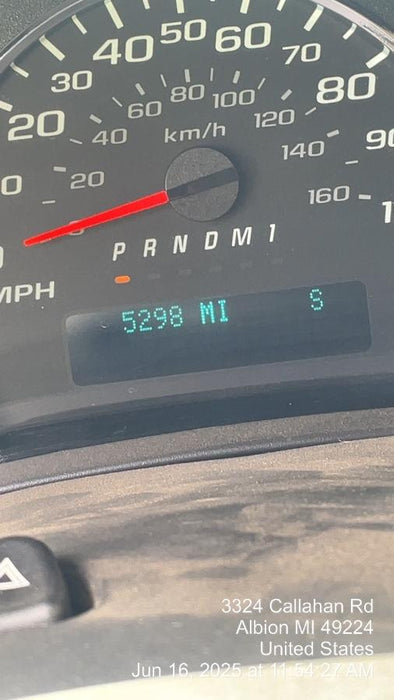 40 50 60
30 70
20 60 80 100 80
40 km/h 120
20 140 90
0 160
P R N D M 1
MPH
5298 MI S
3324 Callahan Rd
Albion MI 49224
United States
Jun 16, 2025 at 11:54:27 AM